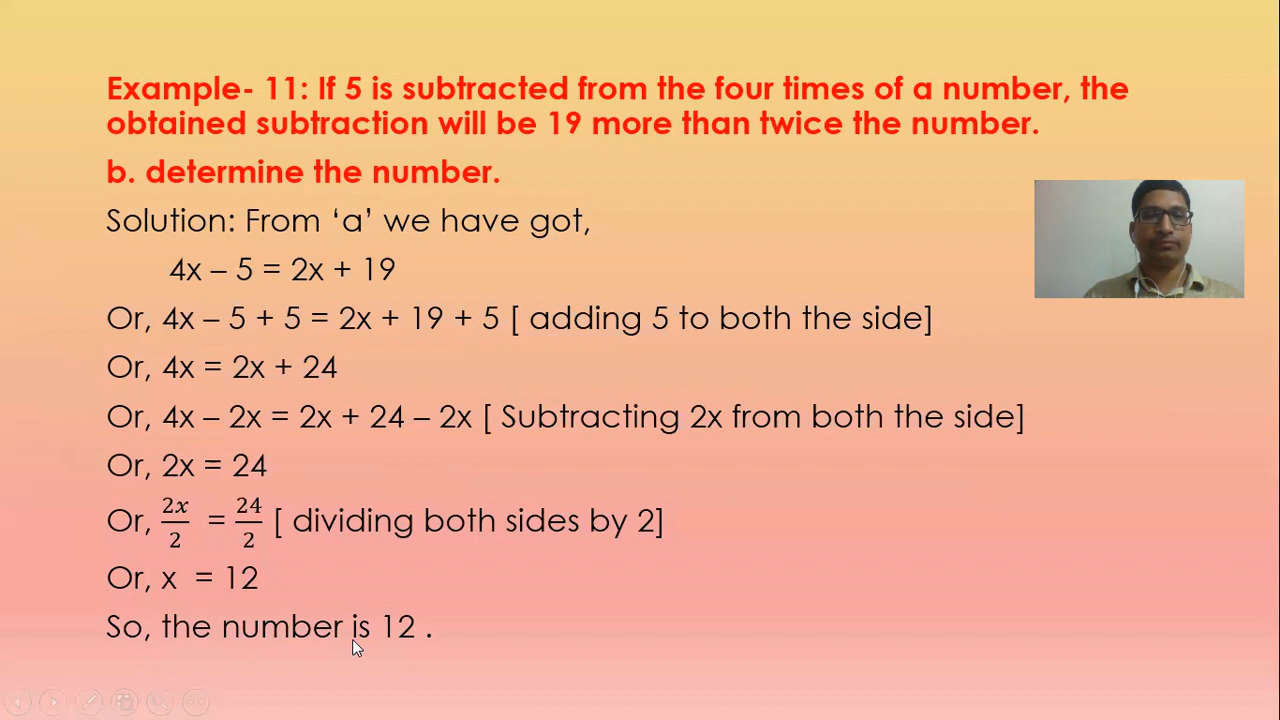 Example- 11: If 5 is subtracted from the four times of a number, the
obtained subtraction will be 19 more than twice the number.
b. determine the number.
Solution: From ‘a’ we have got,
4x – 5 = 2x + 19
Or, 4x – 5 + 5 = 2x + 19 + 5 [ adding 5 to both the side]
Or, 4x = 2x + 24
Or, 4x – 2x = 2x + 24 – 2x [ Subtracting 2x from both the side]
Or, 2x = 24
Or, 2x/2 = 24/2 [ dividing both sides by 2]
Or, x = 12
So, the number is 12 .